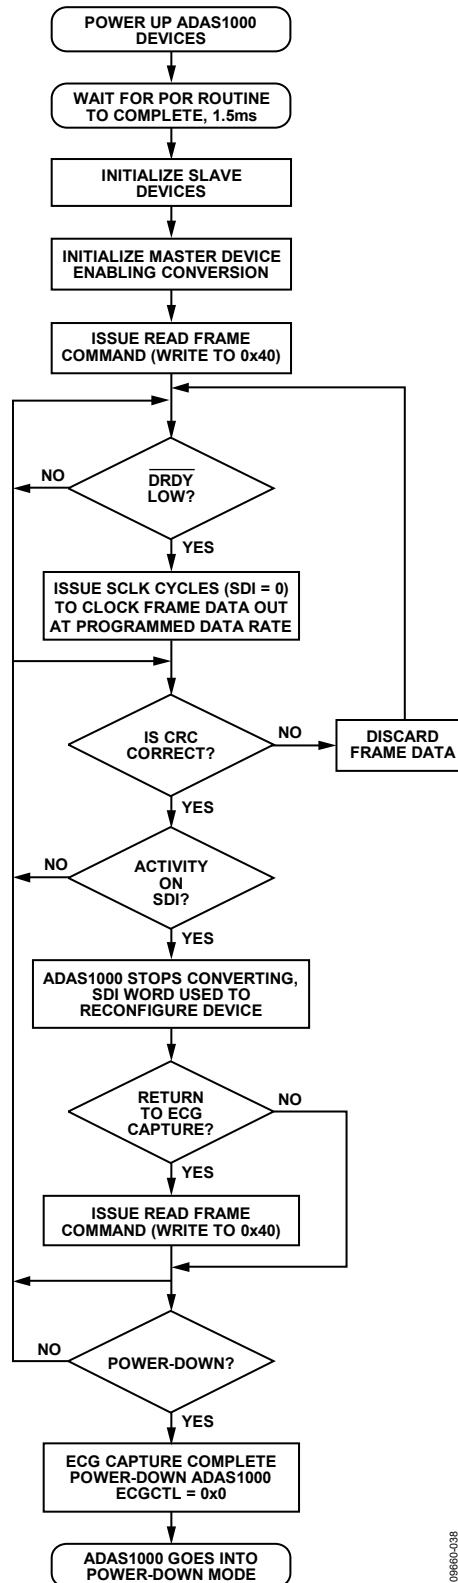 POWER UP ADAS1000
DEVICES
WAIT FOR POR ROUTINE
TO COMPLETE, 1.5ms
INITIALIZE SLAVE
DEVICES
INITIALIZE MASTER DEVICE
ENABLING CONVERSION
ISSUE READ FRAME
COMMAND (WRITE TO 0x40)
NO
DRDY
LOW?
YES
ISSUE SCLK CYCLES (SDI = 0)
TO CLOCK FRAME DATA OUT
AT PROGRAMMED DATA RATE
IS CRC
CORRECT?
NO
DISCARD
FRAME DATA
YES
NO
ACTIVITY
ON
SDI?
YES
ADAS1000 STOPS CONVERTING,
SDI WORD USED TO
RECONFIGURE DEVICE
RETURN
TO ECG
CAPTURE?
NO
YES
ISSUE READ FRAME
COMMAND (WRITE TO 0x40)
NO
POWER-DOWN?
YES
ECG CAPTURE COMPLETE
POWER-DOWN ADAS1000
ECGCTL = 0x0
ADAS1000 GOES INTO
POWER-DOWN MODE
09660-038